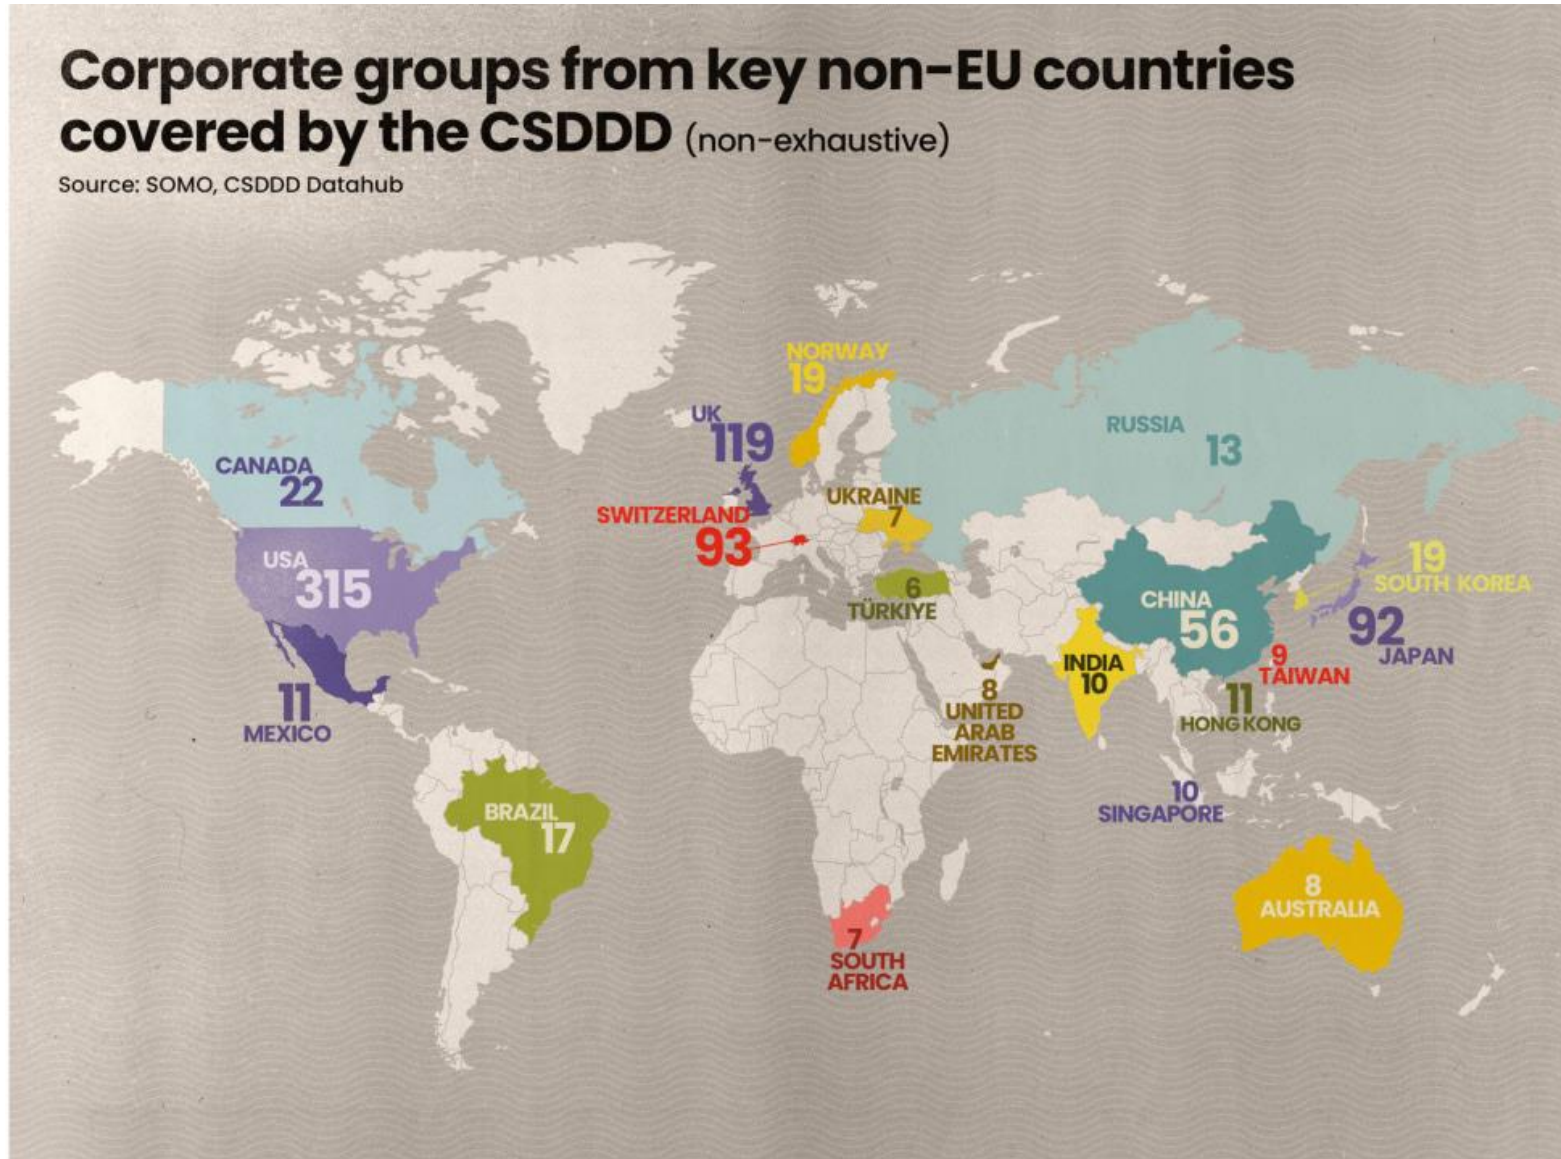 Corporate groups from key non-EU countries
covered by the CSDDD (non-exhaustive)
Source: SOMO, CSDDD Datahub
NORWAY
19
UK
119
RUSSIA
13
CANADA
22
UKRAINE
7
SWITZERLAND
93
USA
315
19
SOUTH KOREA
6
TÜRKIYE
CHINA
56
92
JAPAN
9
TAIWAN
INDIA
10
11
MEXICO
8
UNITED
ARAB
EMIRATES
11
HONG KONG
10
SINGAPORE
BRAZIL
17
8
AUSTRALIA
7
SOUTH
AFRICA